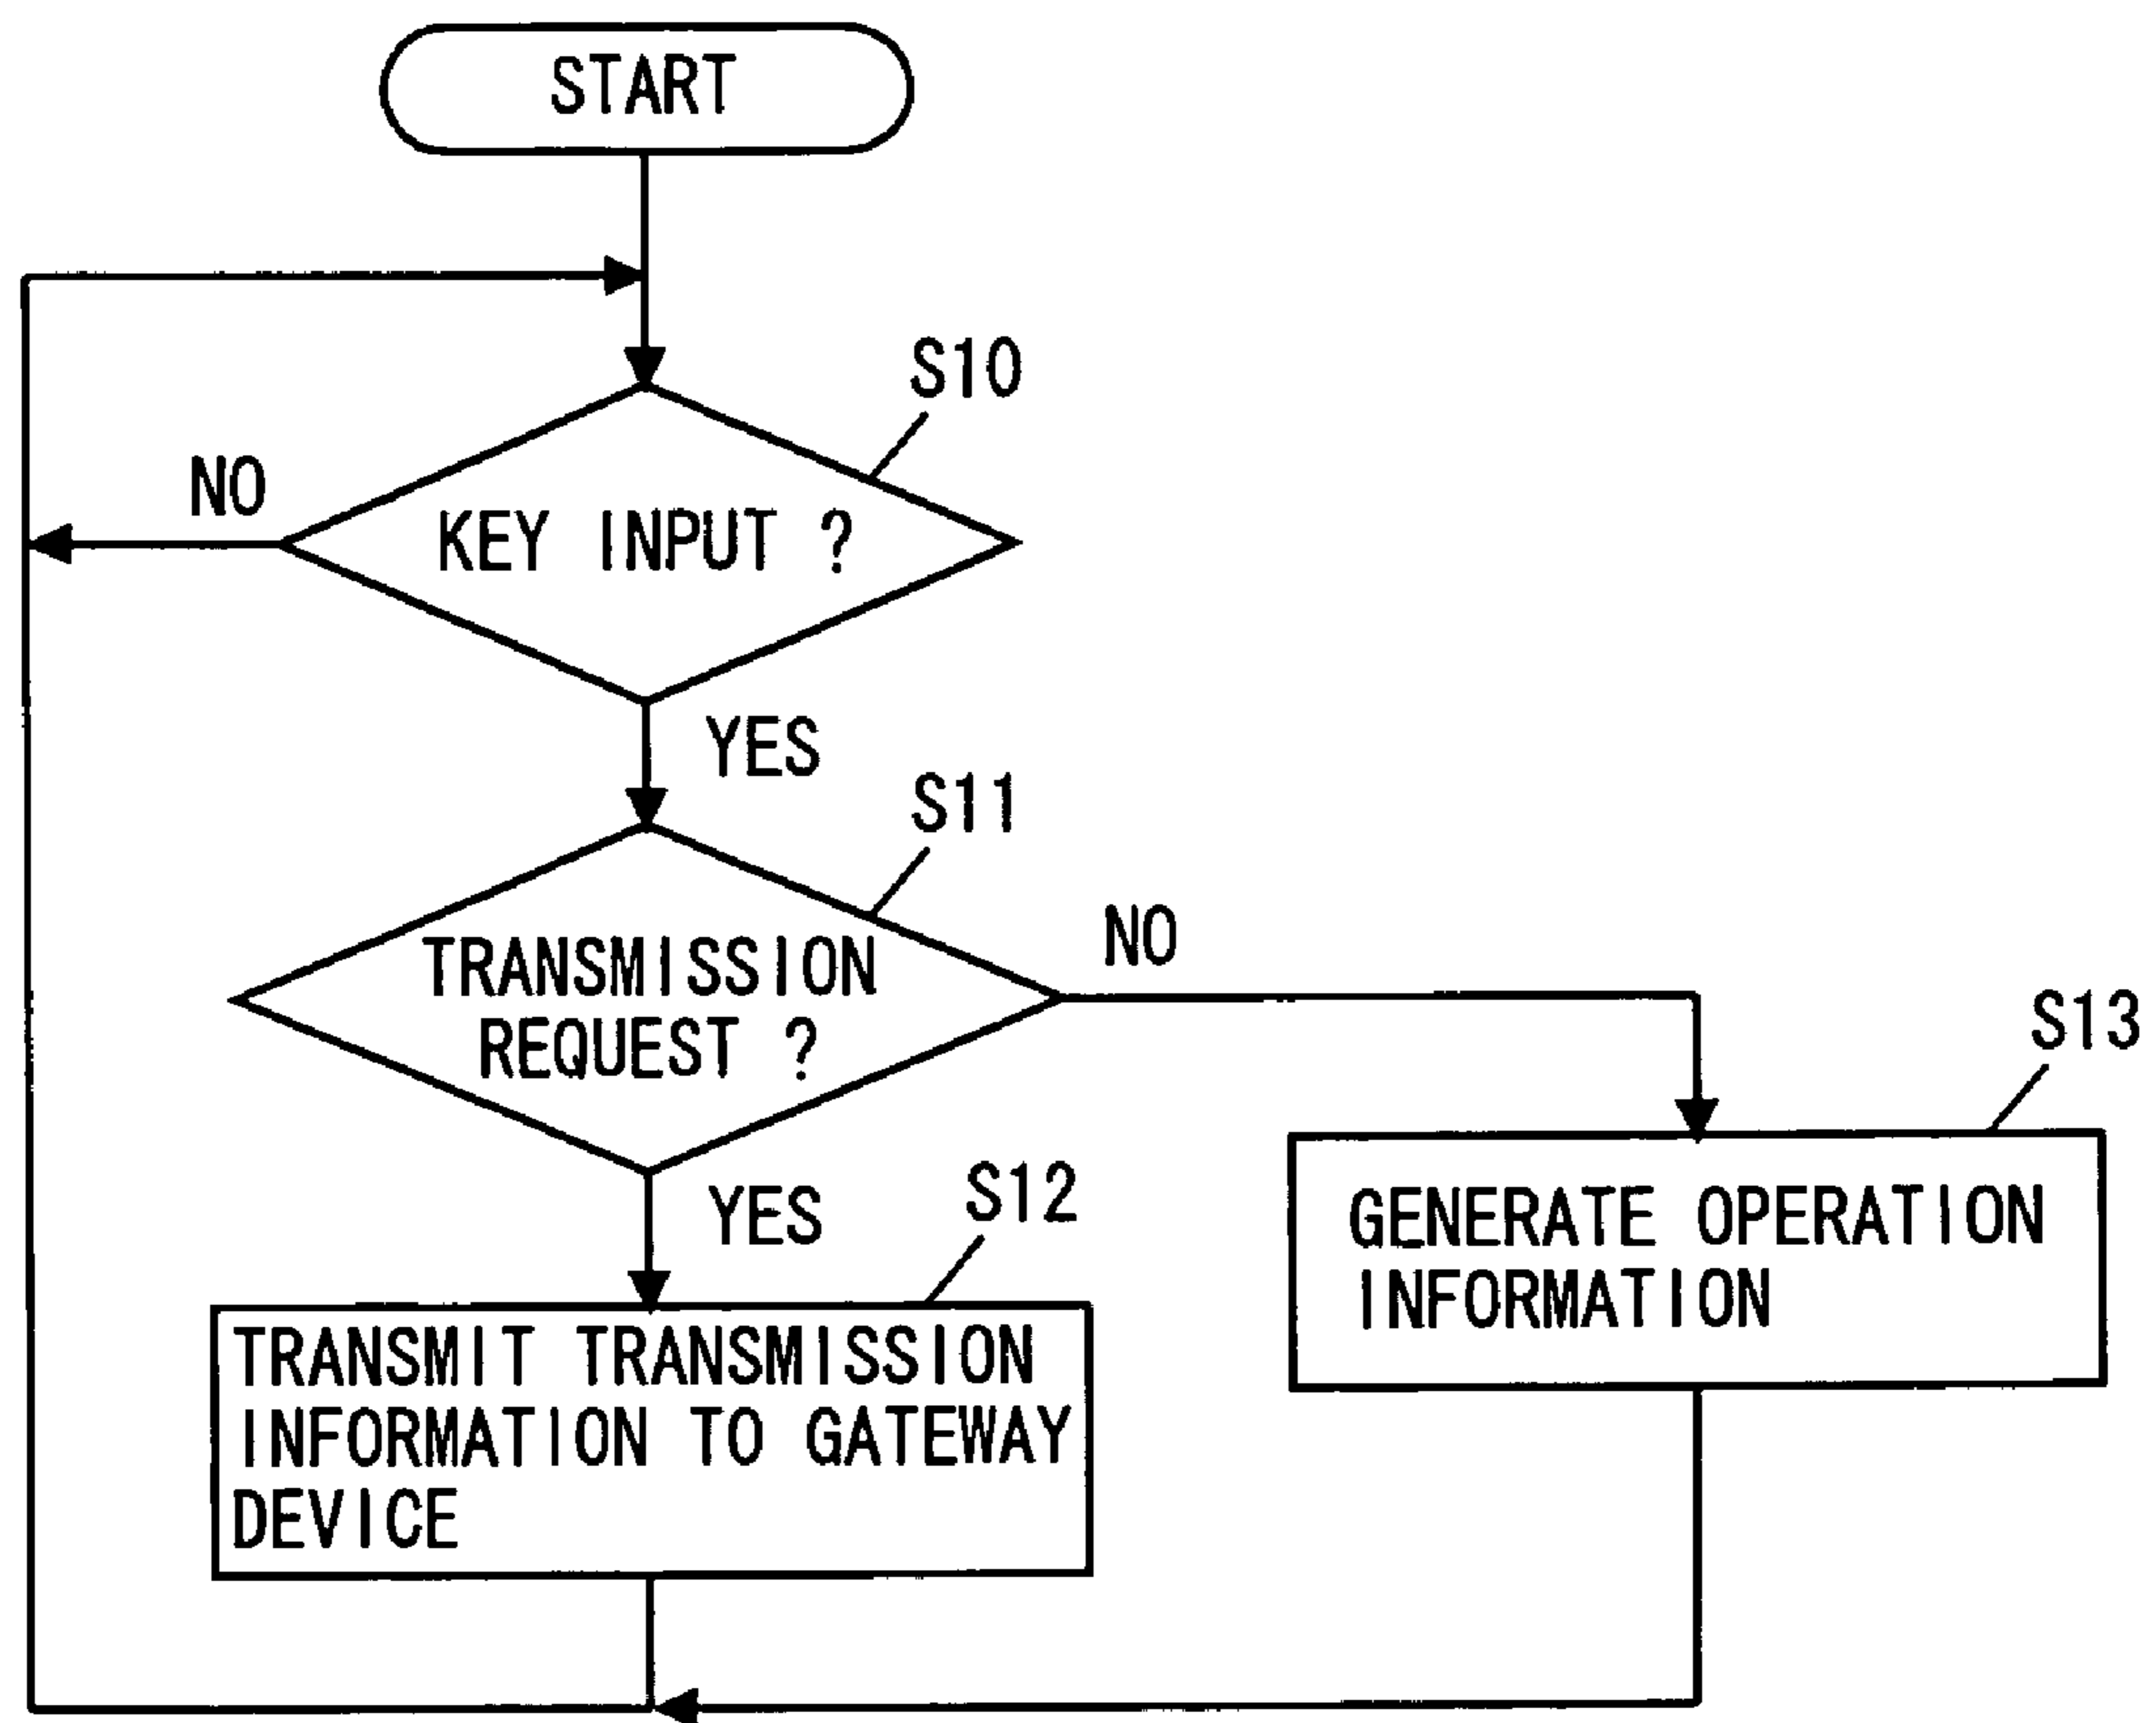 START
S10
NO
KEY INPUT ?
YES
S11
NO
TRANSMISSION
REQUEST ?
S13
YES
S12
GENERATE OPERATION
INFORMATION
TRANSMIT TRANSMISSION
INFORMATION TO GATEWAY
DEVICE